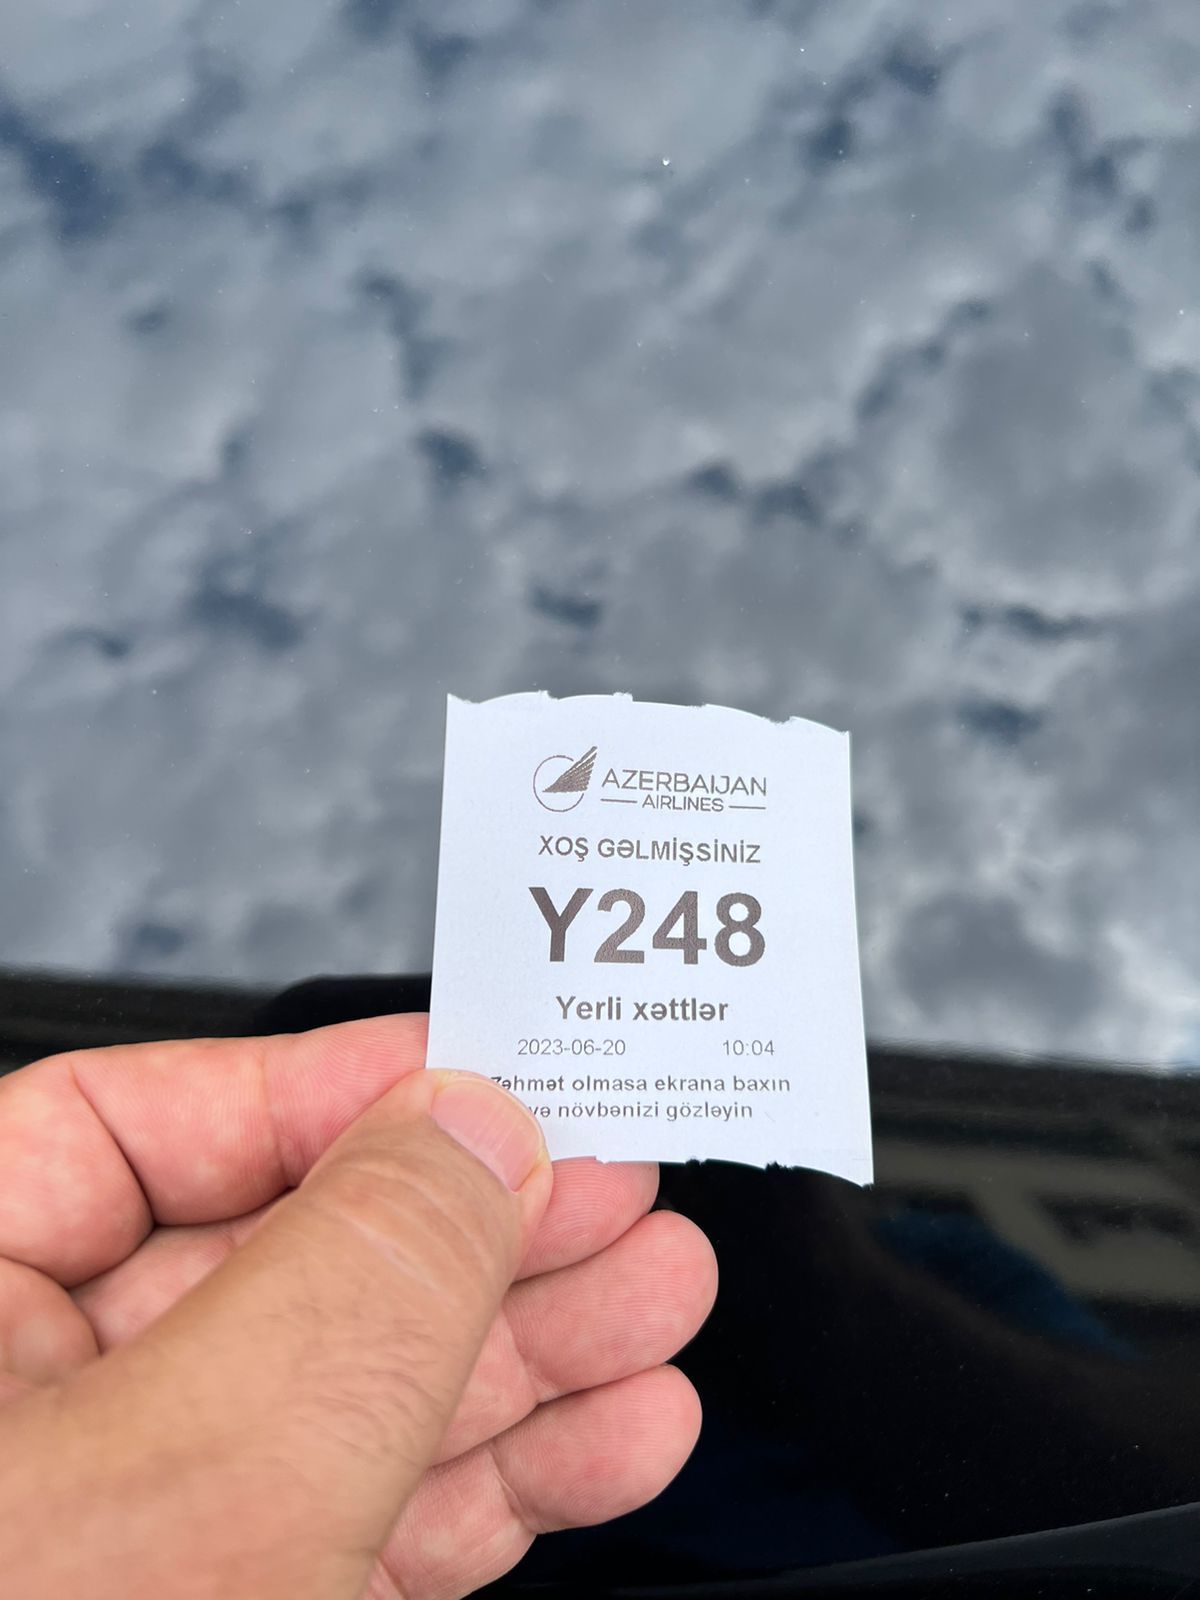 AZERBAIJAN
AIRLINES
XOŞ GƏLMİŞSİNİZ
Y248
Yerli xəttlər
2023-06-20 10:04
Zəhmət olmasa ekrana baxın
və növbənizi gözləyin